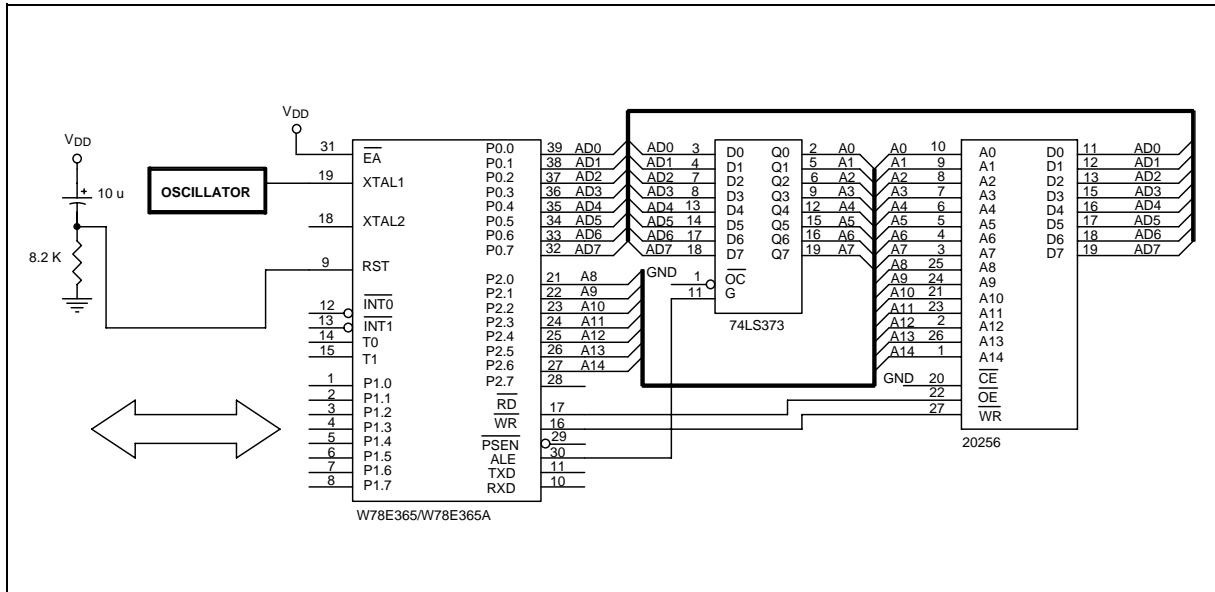 VDD
10 u
8.2 K
OSCILLATOR
VDD
31 EA
19 XTAL1
18 XTAL2
9 RST
12 INT0
13 INT1
14 T0
15 T1
1 P1.0
2 P1.1
3 P1.2
4 P1.3
5 P1.4
6 P1.5
7 P1.6
8 P1.7
P0.0 39 AD0
P0.1 38 AD1
P0.2 37 AD2
P0.3 36 AD3
P0.4 35 AD4
P0.5 34 AD5
P0.6 33 AD6
P0.7 32 AD7
P2.0 21 A8
P2.1 22 A9
P2.2 23 A10
P2.3 24 A11
P2.4 25 A12
P2.5 26 A13
P2.6 27 A14
P2.7 28
RD 17
WR 16
PSEN 29
ALE 30
TXD 11
RXD 10
W78E365/W78E365A
AD0 3 D0 Q0 2 A0
AD1 4 D1 Q1 5 A1
AD2 7 D2 Q2 6 A2
AD3 8 D3 Q3 9 A3
AD4 13 D4 Q4 12 A4
AD5 14 D5 Q5 15 A5
AD6 17 D6 Q6 16 A6
AD7 18 D7 Q7 19 A7
GND 1 OC
11 G
74LS373
A0 10 A0 D0 11 AD0
A1 9 A1 D1 12 AD1
A2 8 A2 D2 13 AD2
A3 7 A3 D3 15 AD3
A4 6 A4 D4 16 AD4
A5 5 A5 D5 17 AD5
A6 4 A6 D6 18 AD6
A7 3 A7 D7 19 AD7
A8 25 A8
A9 24 A9
A10 21 A10
A11 23 A11
A12 2 A12
A13 26 A13
A14 1 A14
GND 20 CE
22 OE
27 WR
20256